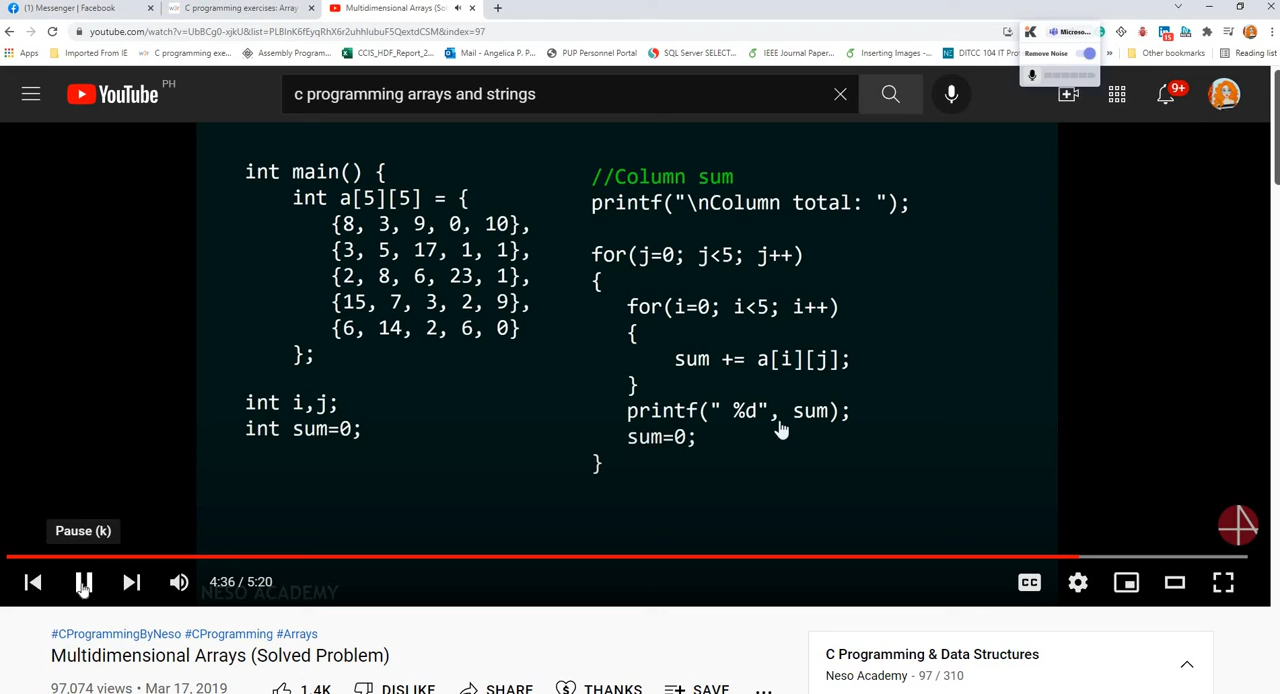 (1) Messenger | Facebook
C programming exercises: Array
Multidimensional Arrays (So
youtube.com/watch?v=UbBCg0-xjkU&list=PLBlnK6fEyqRhX6r2uhhlubuF5QextdCSM&index=97
Microso...
Remove Noise
Apps
Imported From IE
C programming exe...
Assembly Program...
CCIS_HDF_Report_2...
Mail - Angelica P. P...
PUP Personnel Portal
SQL Server SELECT...
IEEE Journal Paper...
Inserting Images -...
DITCC 104 IT Pr
Other bookmarks
Reading list
15
YouTube PH
c programming arrays and strings
9+
int main() {
int a[5][5] = {
{8, 3, 9, 0, 10},
{3, 5, 17, 1, 1},
{2, 8, 6, 23, 1},
{15, 7, 3, 2, 9},
{6, 14, 2, 6, 0}
};
int i,j;
int sum=0;
//Column sum
printf("\nColumn total: ");
for(j=0; j<5; j++)
{
for(i=0; i<5; i++)
{
sum += a[i][j];
}
printf(" %d", sum);
sum=0;
}
Pause (k)
4:36 / 5:20
CC
NESO ACADEMY
#CProgrammingByNeso #CProgramming #Arrays
Multidimensional Arrays (Solved Problem)
97,074 views • Mar 17, 2019
1.4K
DISLIKE
SHARE
THANKS
SAVE
C Programming & Data Structures
Neso Academy - 97 / 310